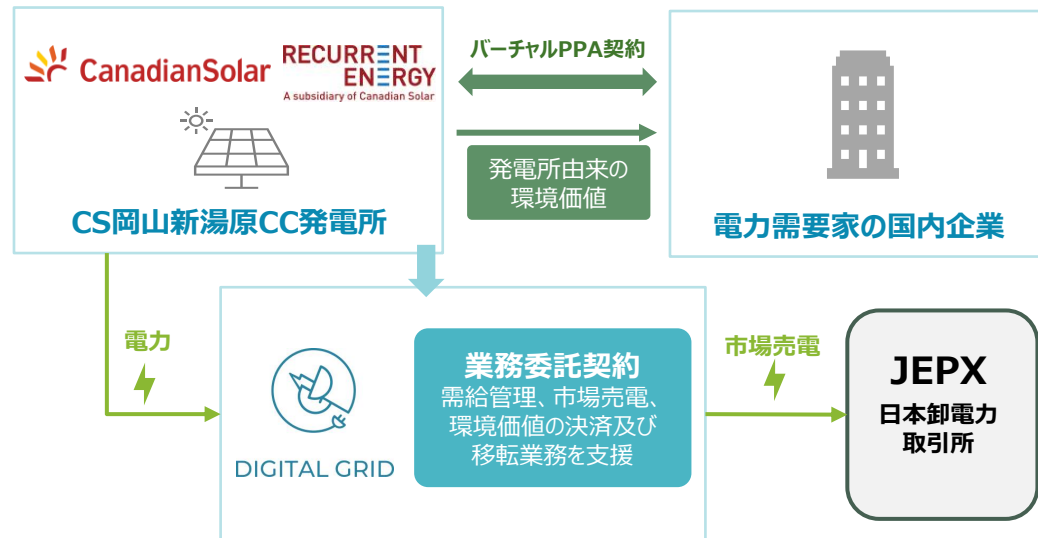 CanadianSolar
RECURRENT
ENERGY
A subsidiary of Canadian Solar
CS岡山新湯原CC発電所
バーチャルPPA契約
発電所由来の
環境価値
電力需要家の国内企業
電力
DIGITAL GRID
業務委託契約
需給管理、市場売電、
環境価値の決済及び
移転業務を支援
市場売電
JEPX
日本卸電力
取引所